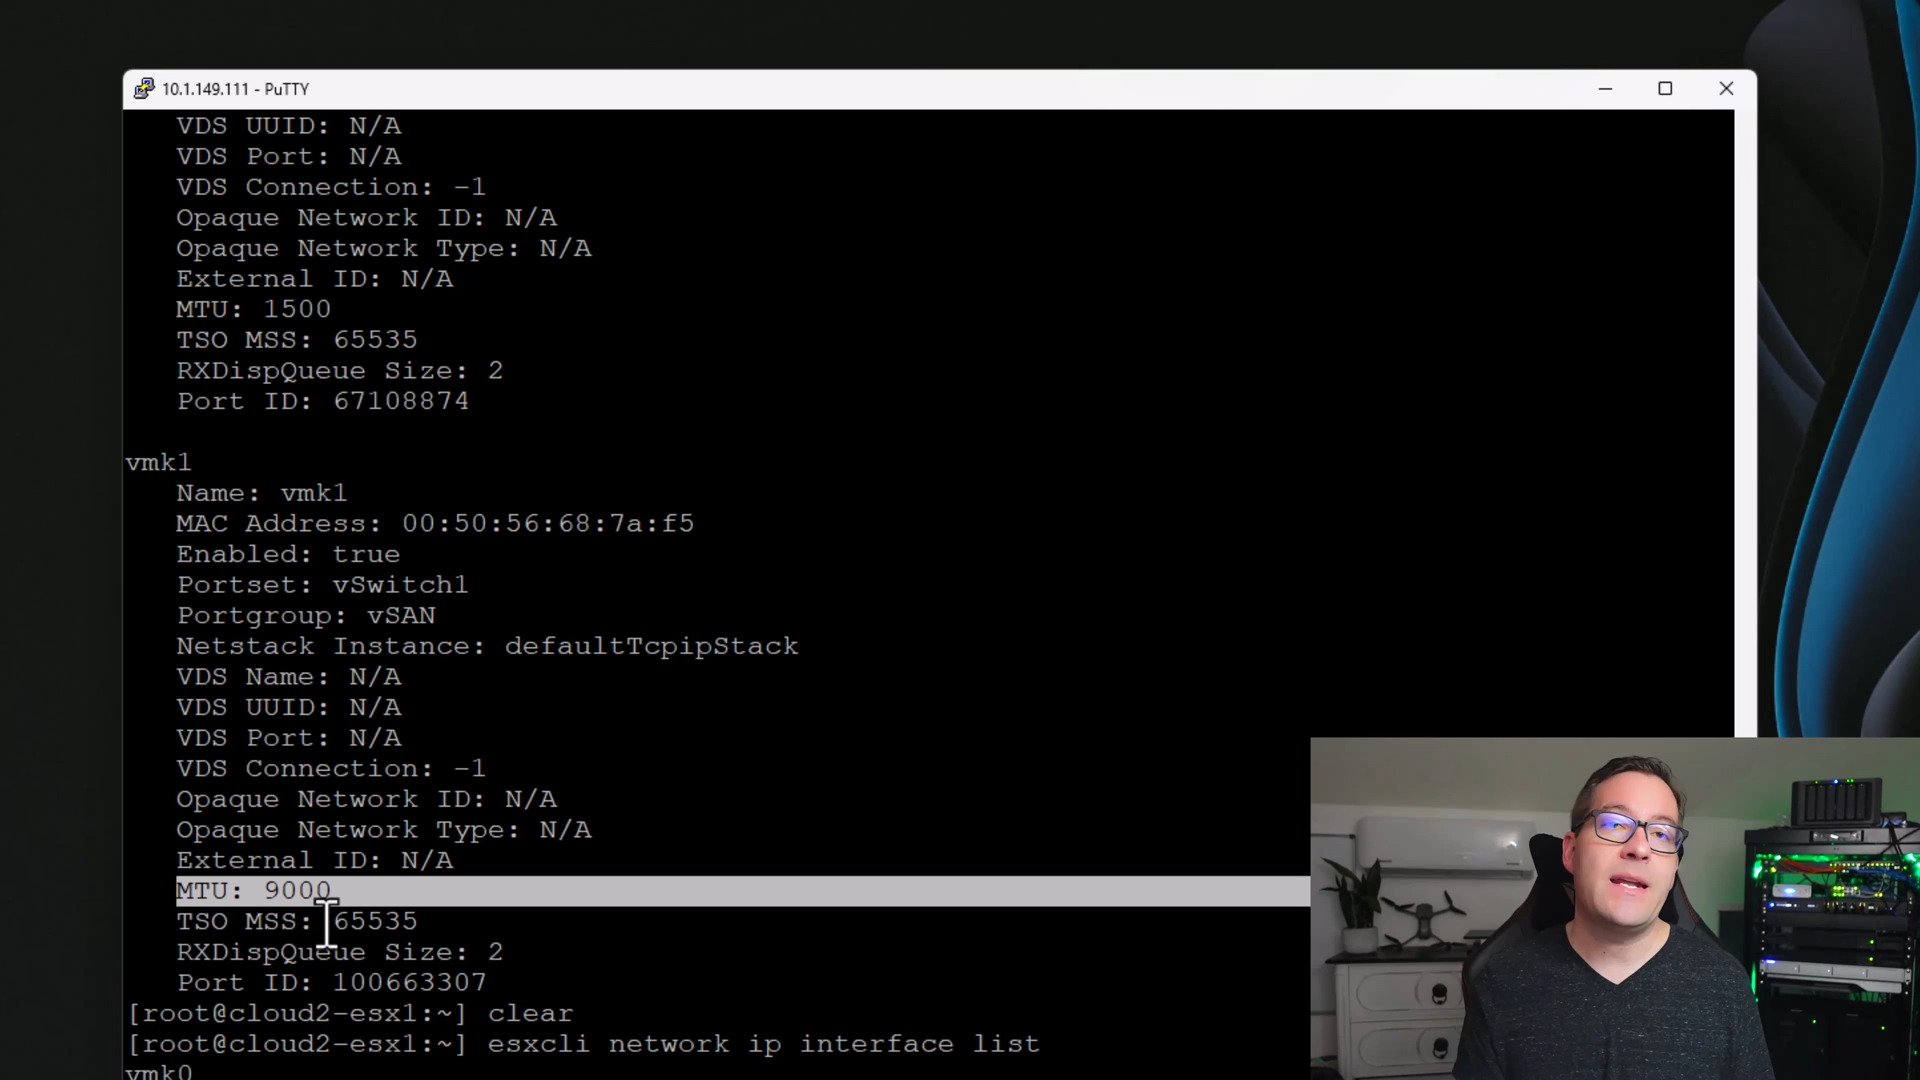 10.1.149.111 - PuTTY
VDS UUID: N/A
VDS Port: N/A
VDS Connection: -1
Opaque Network ID: N/A
Opaque Network Type: N/A
External ID: N/A
MTU: 1500
TSO MSS: 65535
RXDispQueue Size: 2
Port ID: 67108874
vmk1
Name: vmk1
MAC Address: 00:50:56:68:7a:f5
Enabled: true
Portset: vSwitch1
Portgroup: vSAN
Netstack Instance: defaultTcpipStack
VDS Name: N/A
VDS UUID: N/A
VDS Port: N/A
VDS Connection: -1
Opaque Network ID: N/A
Opaque Network Type: N/A
External ID: N/A
MTU: 9000
TSO MSS: 65535
RXDispQueue Size: 2
Port ID: 100663307
[root@cloud2-esx1:~] clear
[root@cloud2-esx1:~] esxcli network ip interface list
vmk0